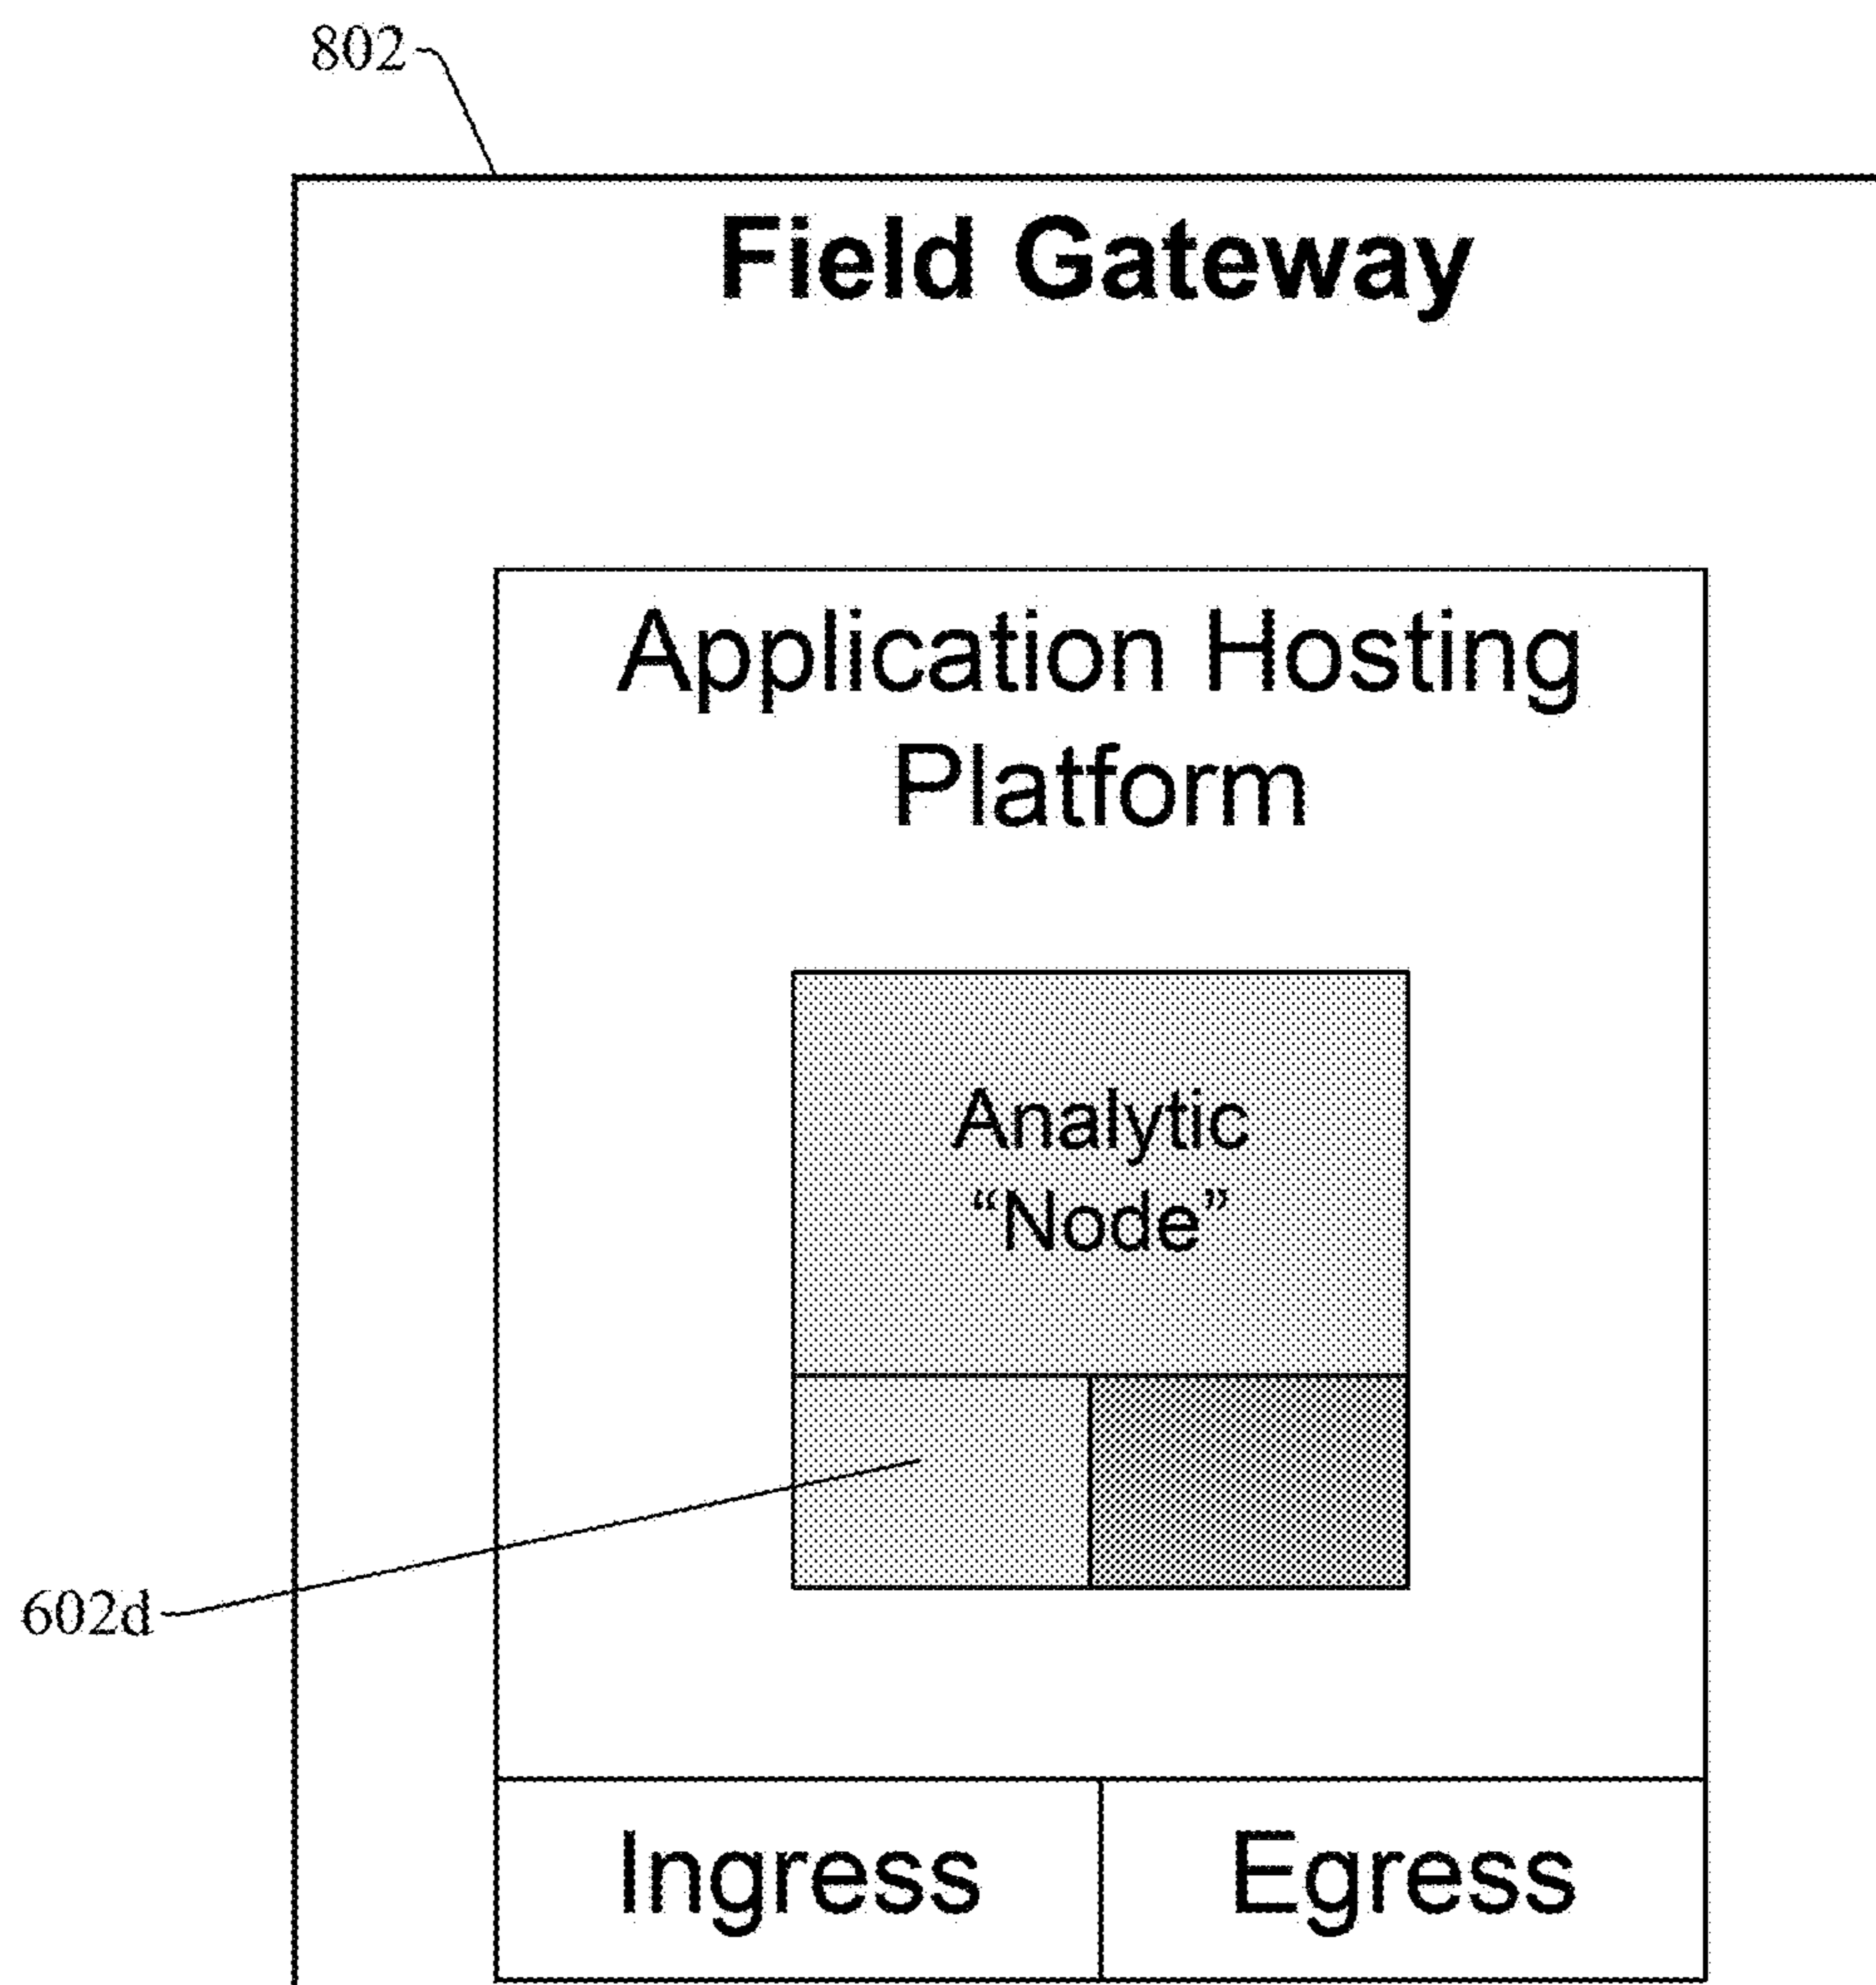 802
Field Gateway
Application Hosting
Platform
Analytic
“Node”
602d
Ingress
Egress